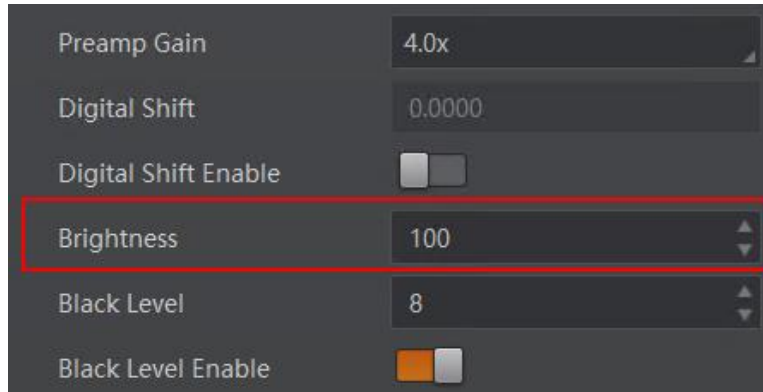 Preamp Gain 4.0x
Digital Shift 0.0000
Digital Shift Enable
Brightness 100
Black Level 8
Black Level Enable